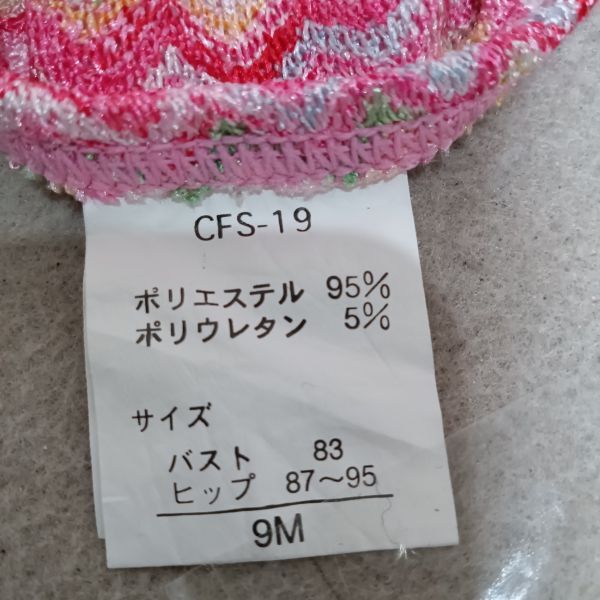 CFS-19
ポリエステル 95%
ポリウレタン 5%
サイズ
バスト 83
ヒップ 87〜95
9M